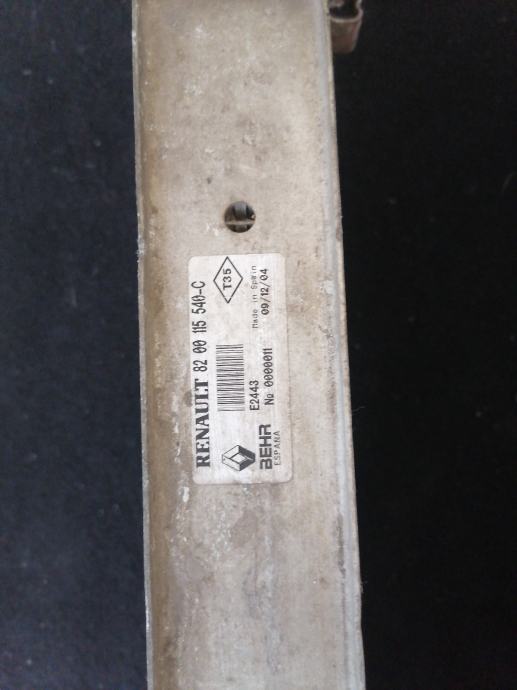 RENAULT 82 00 115 540-C
T35
E2443
Made in Spain
BEHR
ESPAÑA
№ 0000011
09/12/04